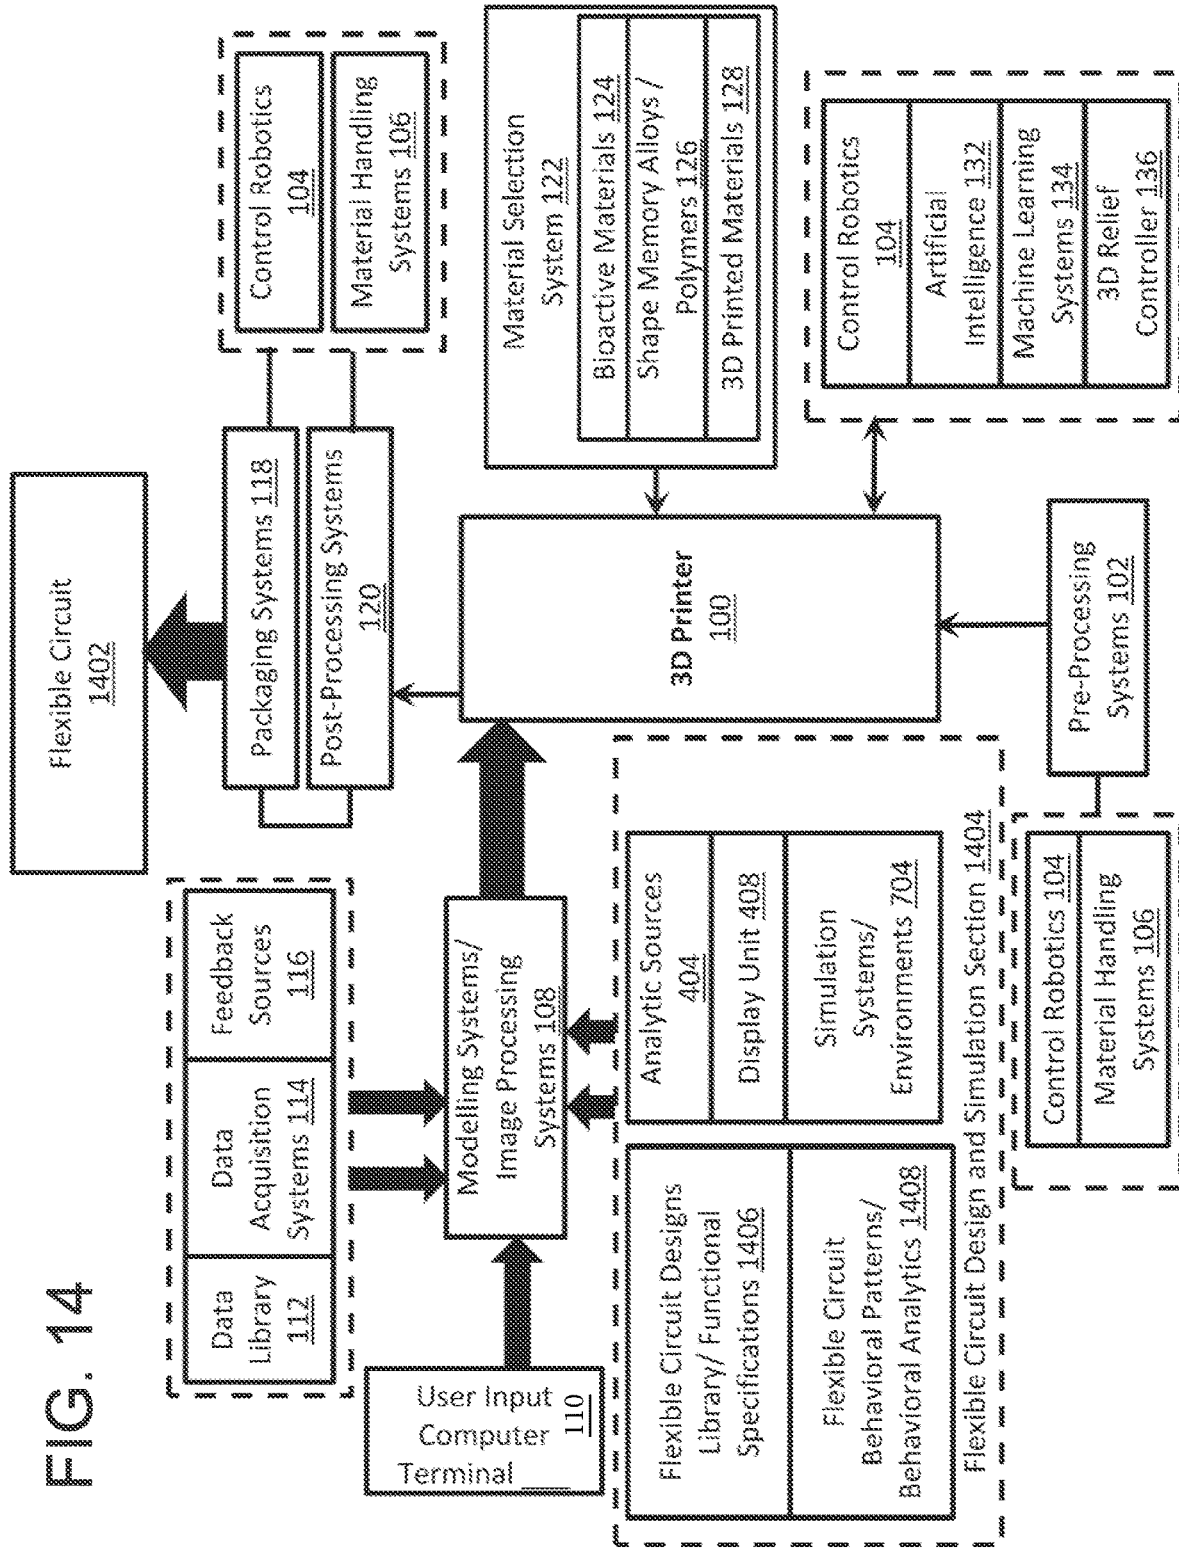 FIG. 14
Data
Library
112
Data
Acquisition
Systems 114
Feedback
Sources
116
Flexible Circuit
1402
Packaging Systems 118
Post-Processing Systems
120
Control Robotics
104
Material Handling
Systems 106
User Input
Computer
Terminal
110
Modelling Systems/
Image Processing
Systems 108
3D Printer
100
Material Selection
System 122
Bioactive Materials 124
Shape Memory Alloys /
Polymers 126
3D Printed Materials 128
Flexible Circuit Designs
Library/ Functional
Specifications 1406
Flexible Circuit
Behavioral Patterns/
Behavioral Analytics 1408
Analytic Sources
404
Display Unit 408
Simulation
Systems/
Environments 704
Flexible Circuit Design and Simulation Section 1404
Control Robotics 104
Material Handling
Systems 106
Pre-Processing
Systems 102
Control Robotics
104
Artificial
Intelligence 132
Machine Learning
Systems 134
3D Relief
Controller 136